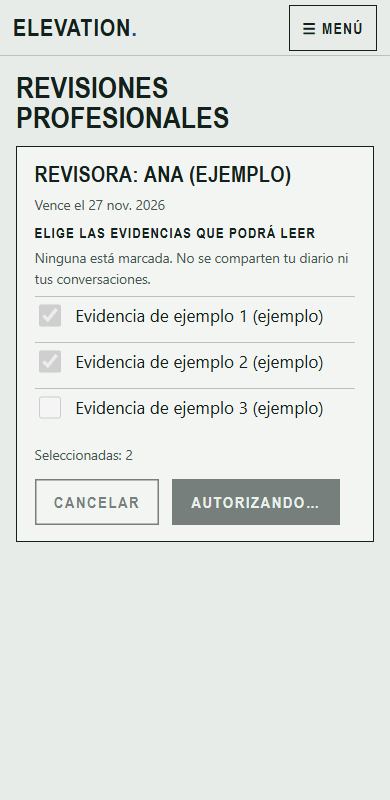 ELEVATION.
☰ MENÚ
REVISIONES
PROFESIONALES
REVISORA: ANA (EJEMPLO)
Vence el 27 nov. 2026
ELIGE LAS EVIDENCIAS QUE PODRÁ LEER
Ninguna está marcada. No se comparten tu diario ni
tus conversaciones.
Evidencia de ejemplo 1 (ejemplo)
Evidencia de ejemplo 2 (ejemplo)
Evidencia de ejemplo 3 (ejemplo)
Seleccionadas: 2
CANCELAR
AUTORIZANDO…